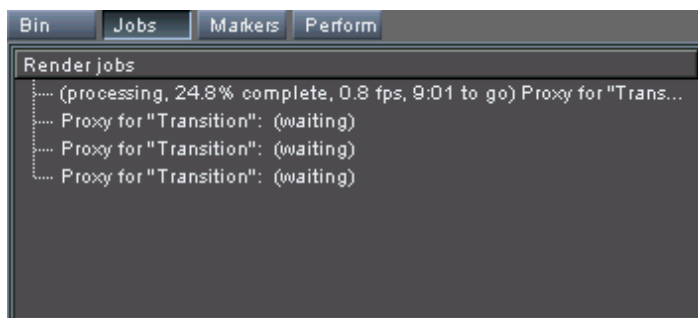 Bin Jobs Markers Perform
Render jobs
(processing, 24.8% complete, 0.8 fps, 9:01 to go) Proxy for "Trans...
Proxy for "Transition": (waiting)
Proxy for "Transition": (waiting)
Proxy for "Transition": (waiting)